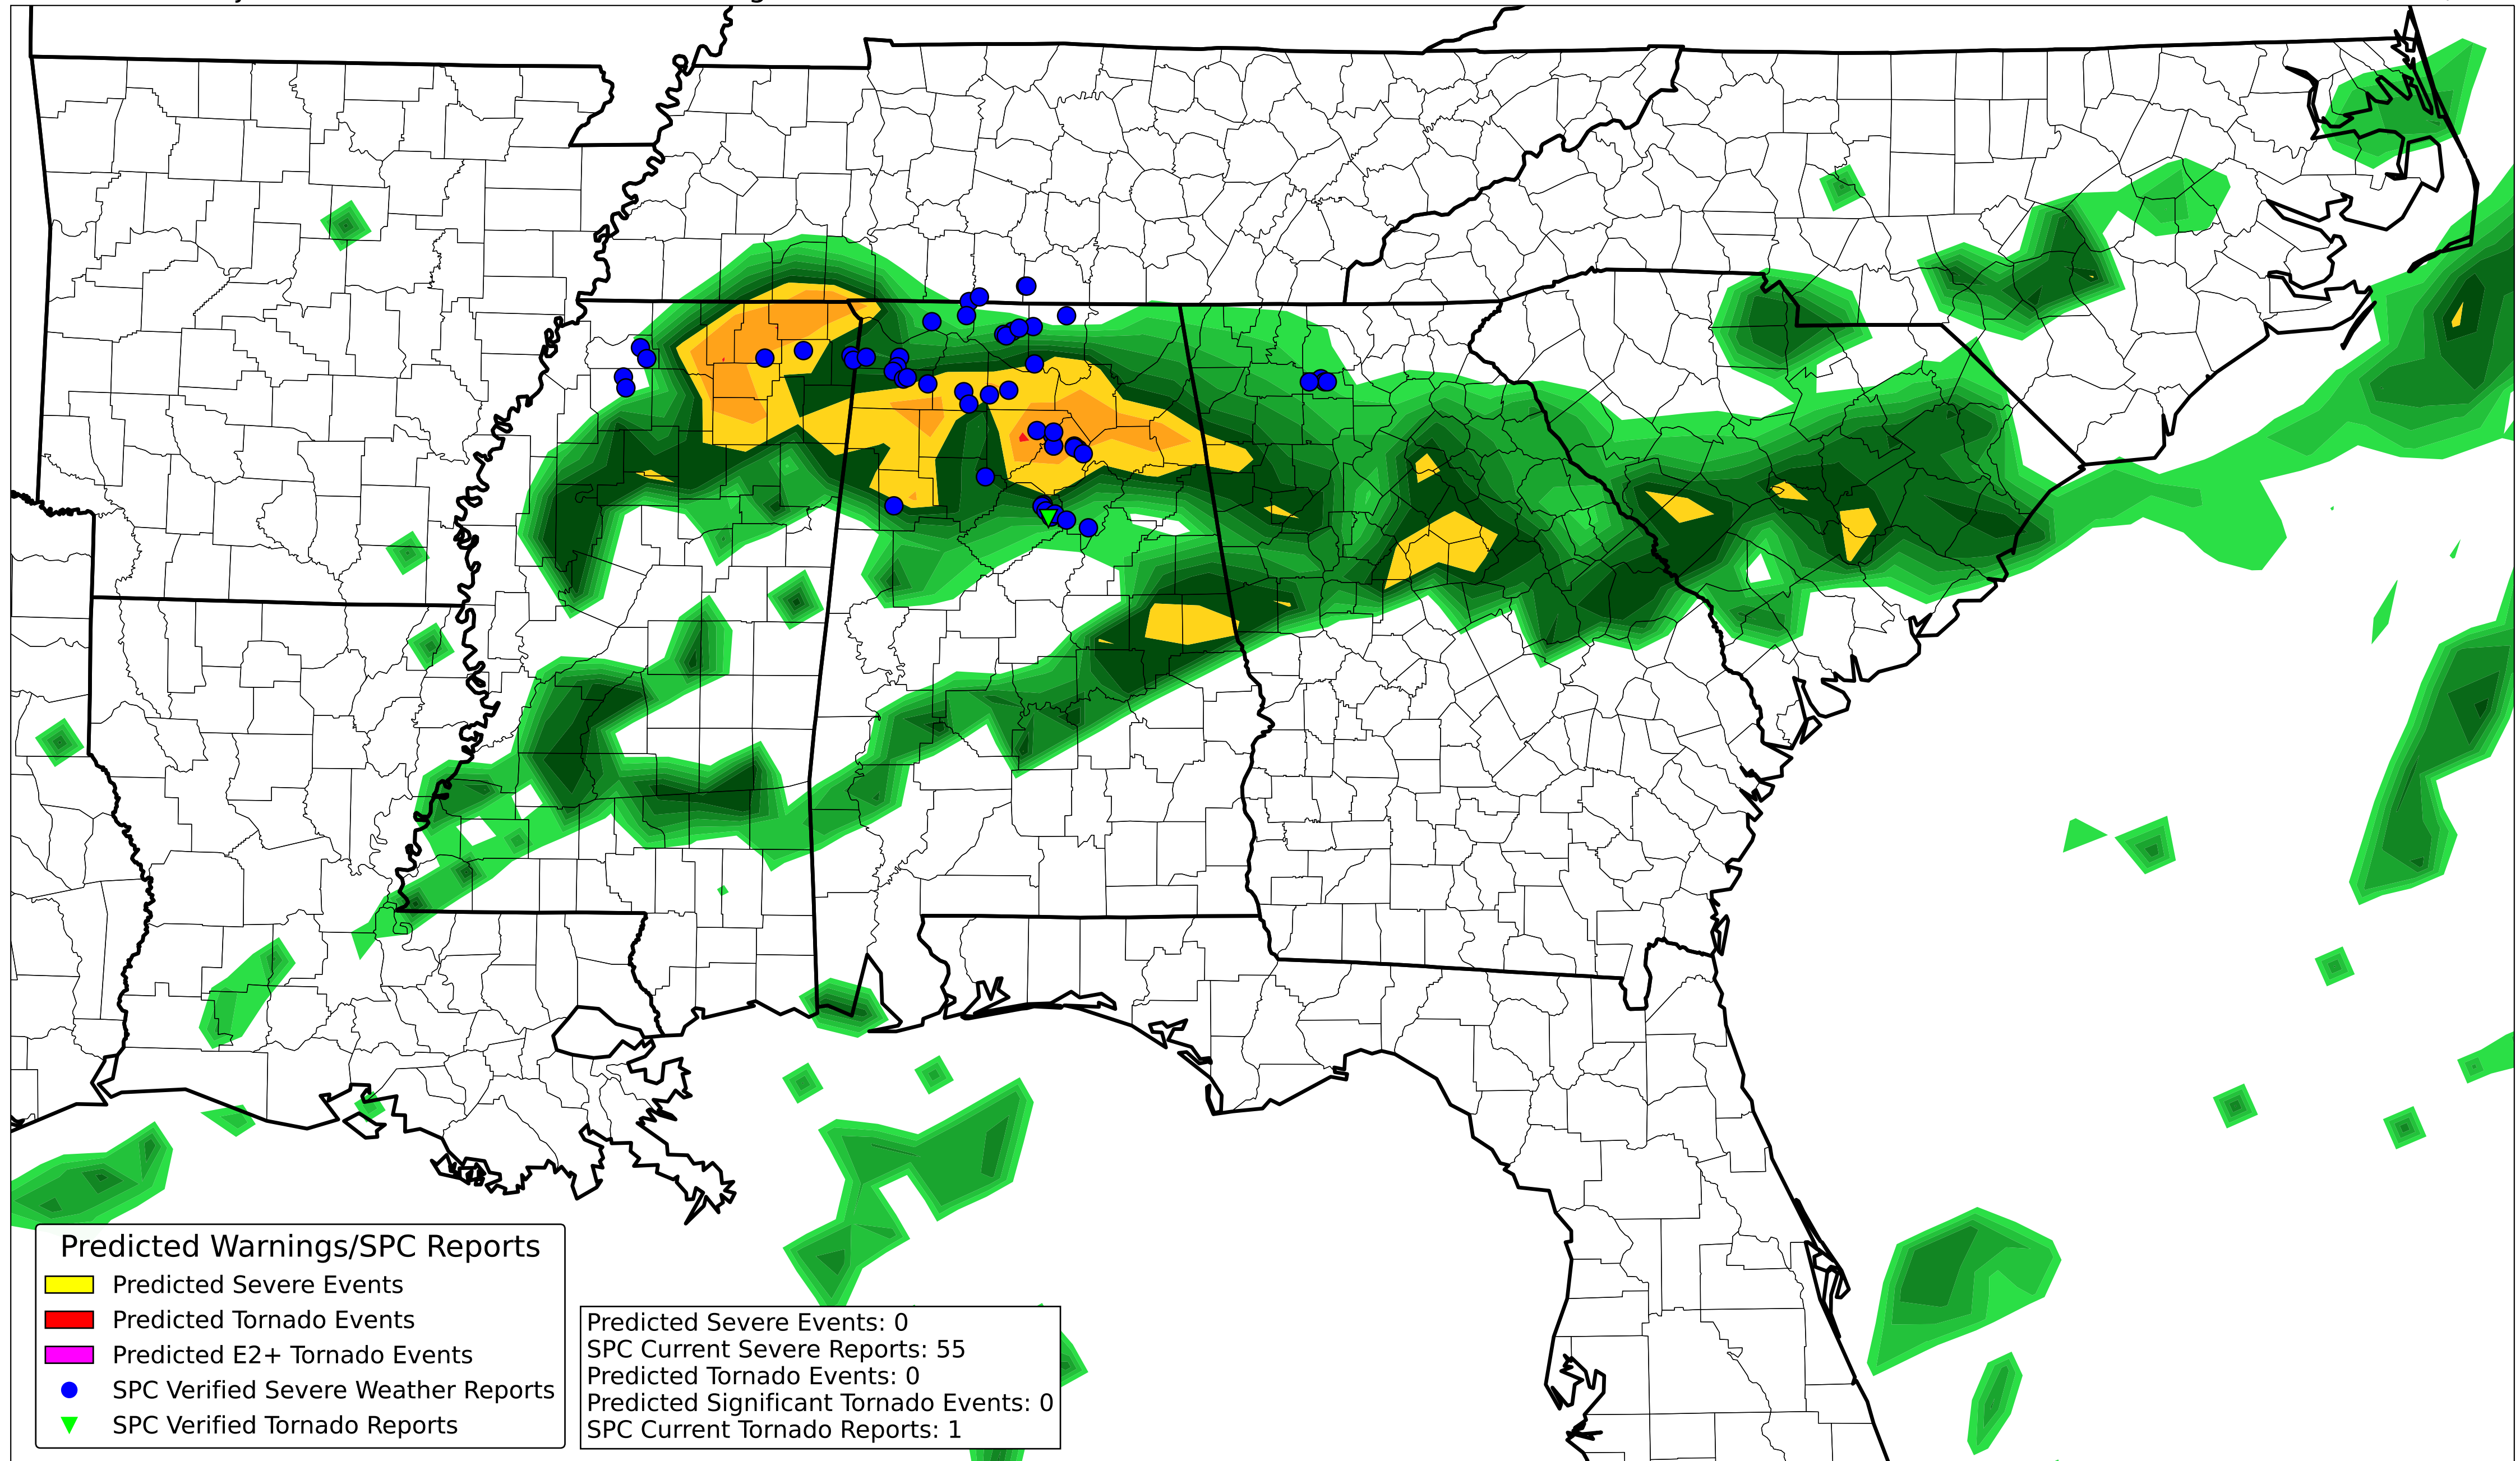 Predicted Warnings/SPC Reports
Predicted Severe Events
Predicted Tornado Events
Predicted E2+ Tornado Events
SPC Verified Severe Weather Reports
SPC Verified Tornado Reports
Predicted Severe Events: 0
SPC Current Severe Reports: 55
Predicted Tornado Events: 0
Predicted Significant Tornado Events: 0
SPC Current Tornado Reports: 1